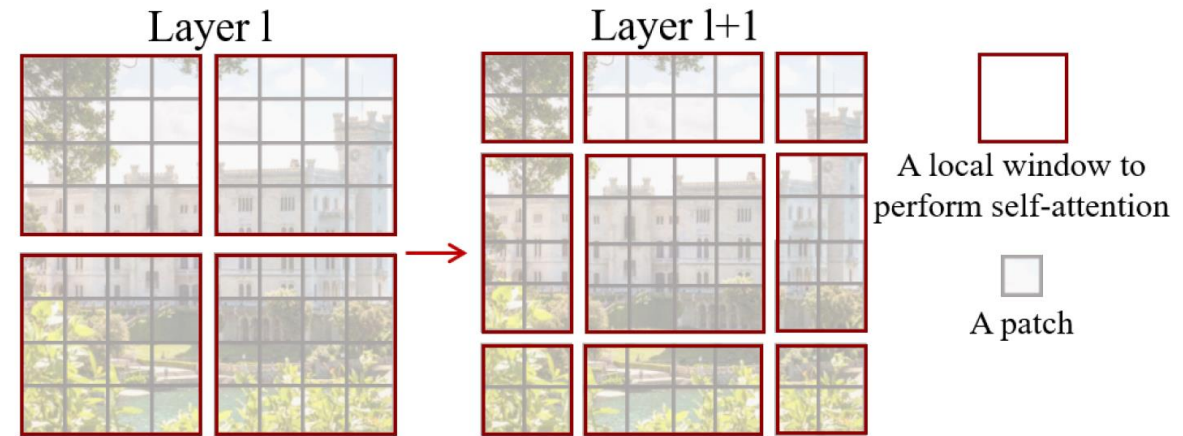 Layer l
Layer l+1
A local window to
perform self-attention
A patch